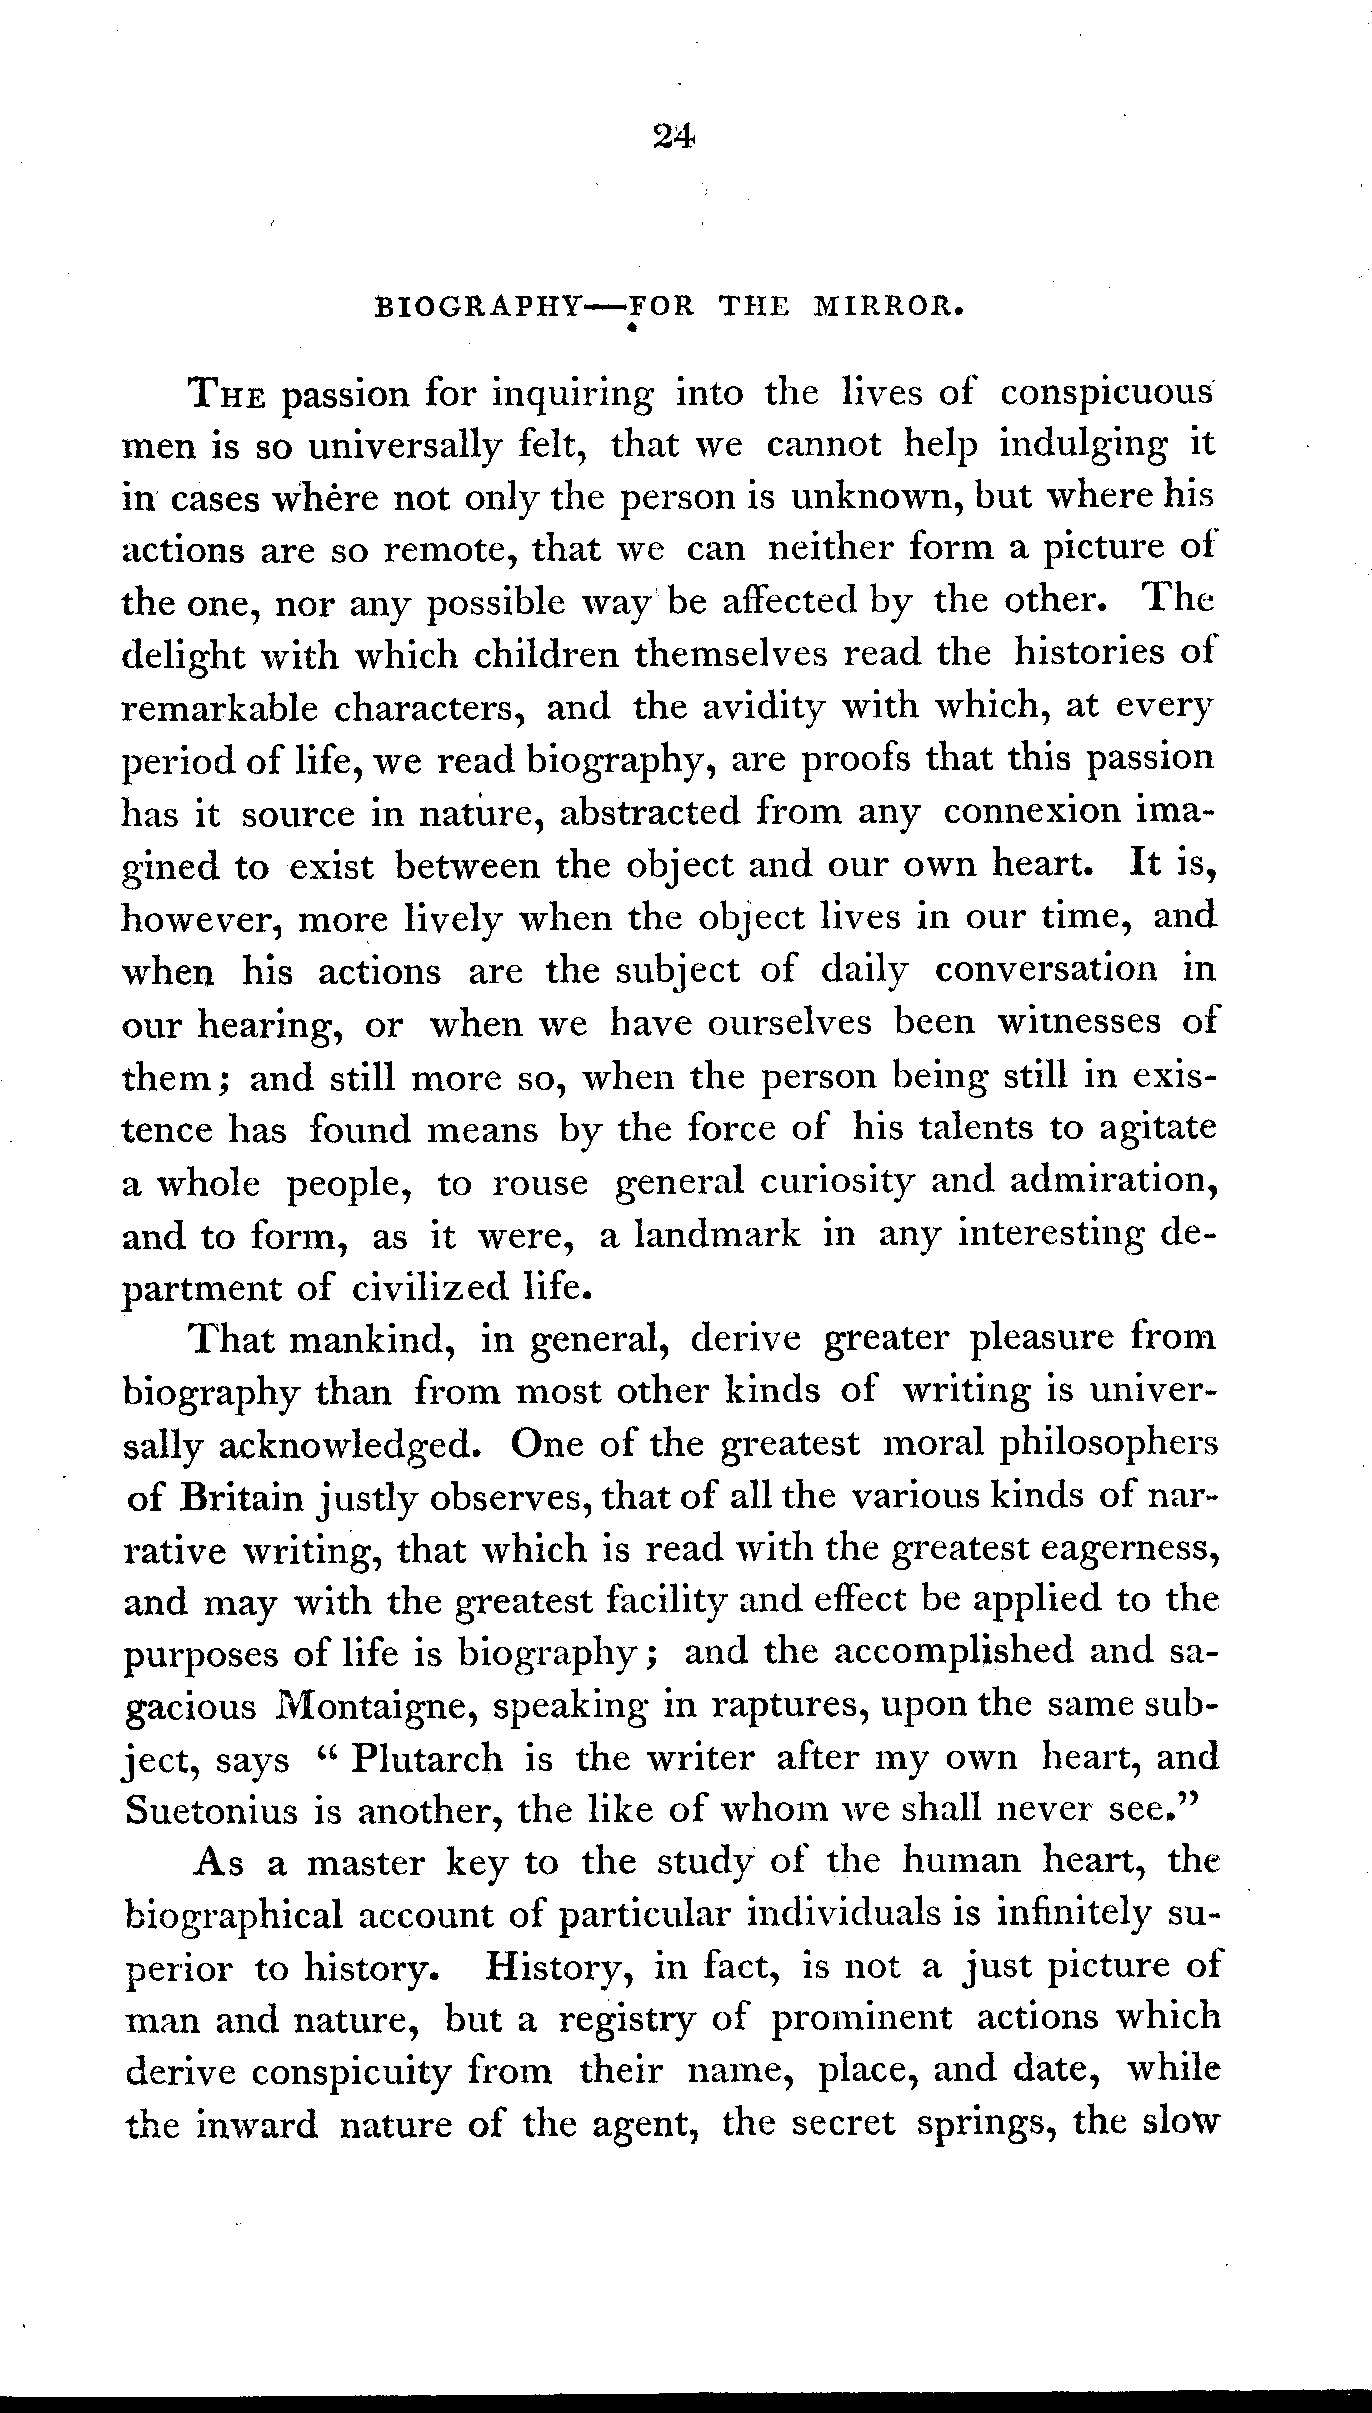 24
BIOGRAPHY—FOR THE MIRROR.
THE passion for inquiring into the lives of conspicuous
men is so universally felt, that we cannot help indulging it
in cases where not only the person is unknown, but where his
actions are so remote, that we can neither form a picture of
the one, nor any possible way be affected by the other. The
delight with which children themselves read the histories of
remarkable characters, and the avidity with which, at every
period of life, we read biography, are proofs that this passion
has it source in nature, abstracted from any connexion ima-
gined to exist between the object and our own heart. It is,
however, more lively when the object lives in our time, and
when his actions are the subject of daily conversation in
our hearing, or when we have ourselves been witnesses of
them; and still more so, when the person being still in exis-
tence has found means by the force of his talents to agitate
a whole people, to rouse general curiosity and admiration,
and to form, as it were, a landmark in any interesting de-
partment of civilized life.
That mankind, in general, derive greater pleasure from
biography than from most other kinds of writing is univer-
sally acknowledged. One of the greatest moral philosophers
of Britain justly observes, that of all the various kinds of nar-
rative writing, that which is read with the greatest eagerness,
and may with the greatest facility and effect be applied to the
purposes of life is biography; and the accomplished and sa-
gacious Montaigne, speaking in raptures, upon the same sub-
ject, says “ Plutarch is the writer after my own heart, and
Suetonius is another, the like of whom we shall never see.”
As a master key to the study of the human heart, the
biographical account of particular individuals is infinitely su-
perior to history. History, in fact, is not a just picture of
man and nature, but a registry of prominent actions which
derive conspicuity from their name, place, and date, while
the inward nature of the agent, the secret springs, the slow